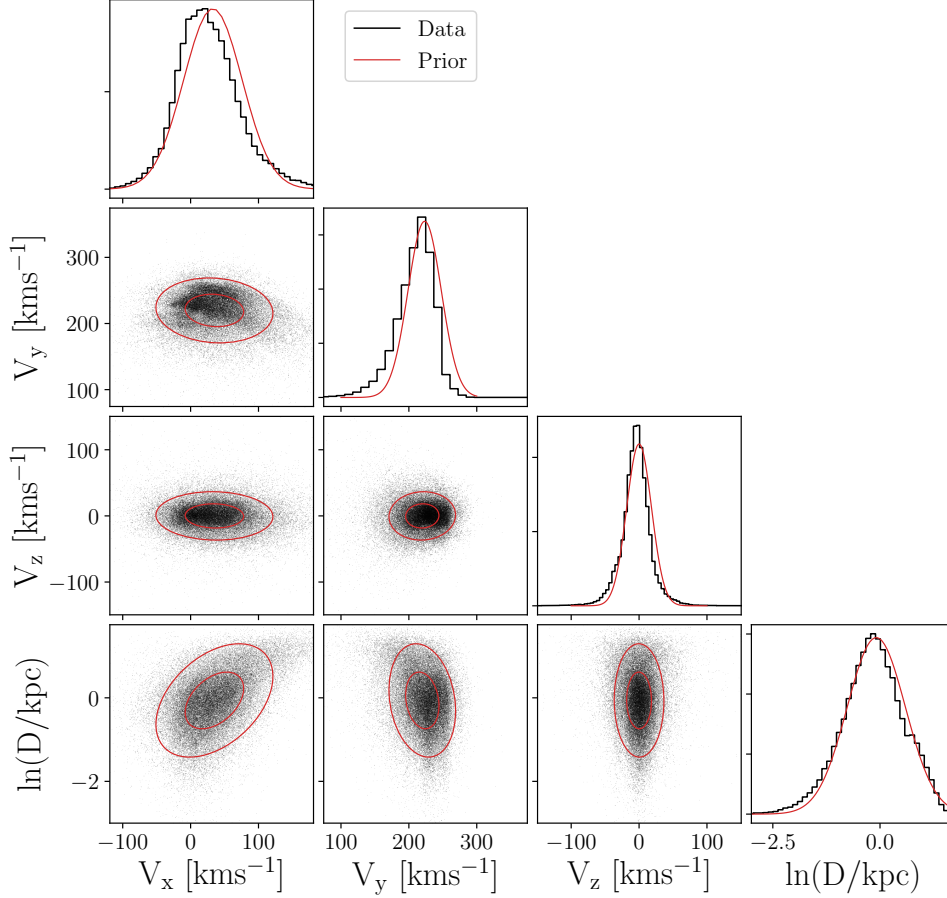 Data
Prior
V_y [kms⁻¹]
300
200
100
V_z [kms⁻¹]
100
0
−100
ln(D/kpc)
0
−2
−100 0 100
V_x [kms⁻¹]
100 200 300
V_y [kms⁻¹]
0 100
V_z [kms⁻¹]
−2.5 0.0
ln(D/kpc)